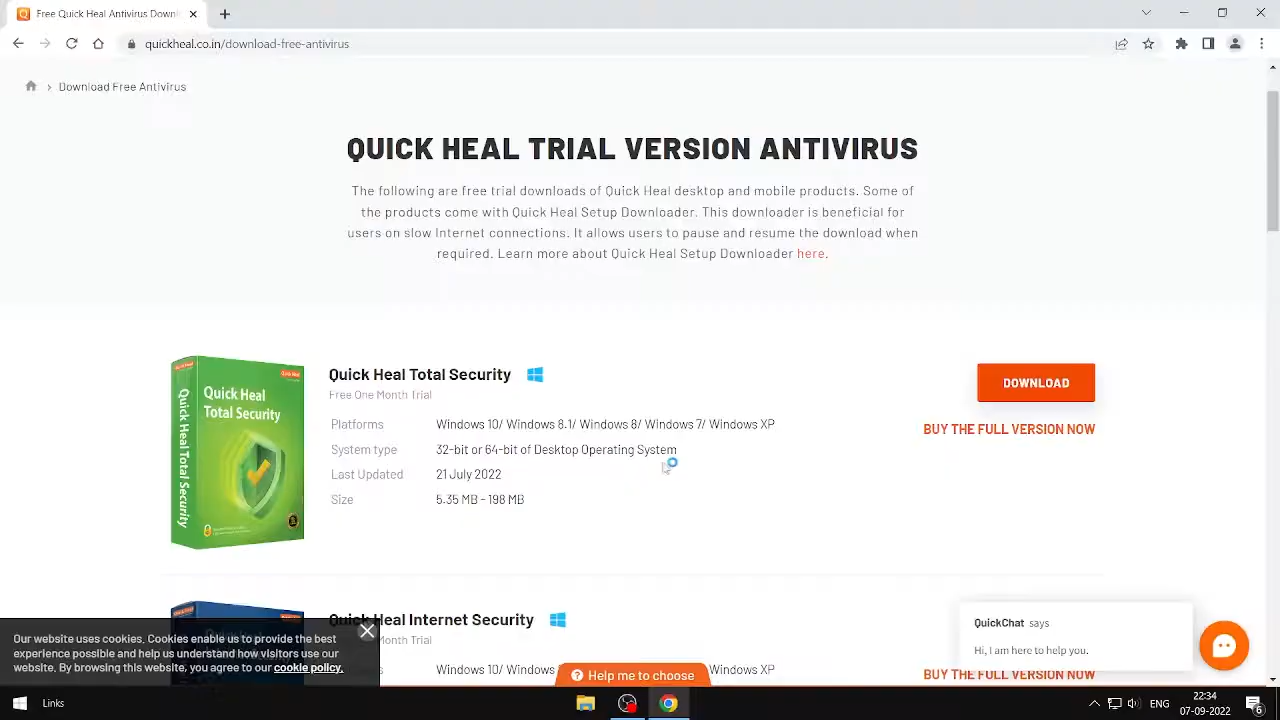 Free Quick Heal Antivirus Down
quickheal.co.in/download-free-antivirus
Download Free Antivirus
QUICK HEAL TRIAL VERSION ANTIVIRUS
The following are free trial downloads of Quick Heal desktop and mobile products. Some of
the products come with Quick Heal Setup Downloader. This downloader is beneficial for
users on slow Internet connections. It allows users to pause and resume the download when
required. Learn more about Quick Heal Setup Downloader here.
Quick Heal
Total Security
Quick Heal Total Security
Quick Heal Total Security
Free One Month Trial
Platforms Windows 10/ Windows 8.1/ Windows 8/ Windows 7/ Windows XP
System type 32-bit or 64-bit of Desktop Operating System
Last Updated 21 July 2022
Size 5.35 MB - 198 MB
DOWNLOAD
BUY THE FULL VERSION NOW
Quick Heal Internet Security
Month Trial
Windows 10/ Windows XP
BUY THE FULL VERSION NOW
Our website uses cookies. Cookies enable us to provide the best
experience possible and help us understand how visitors use our
website. By browsing this website, you agree to our cookie policy.
Help me to choose
QuickChat says
Hi, I am here to help you.
Links
ENG
22:34
07-09-2022
6